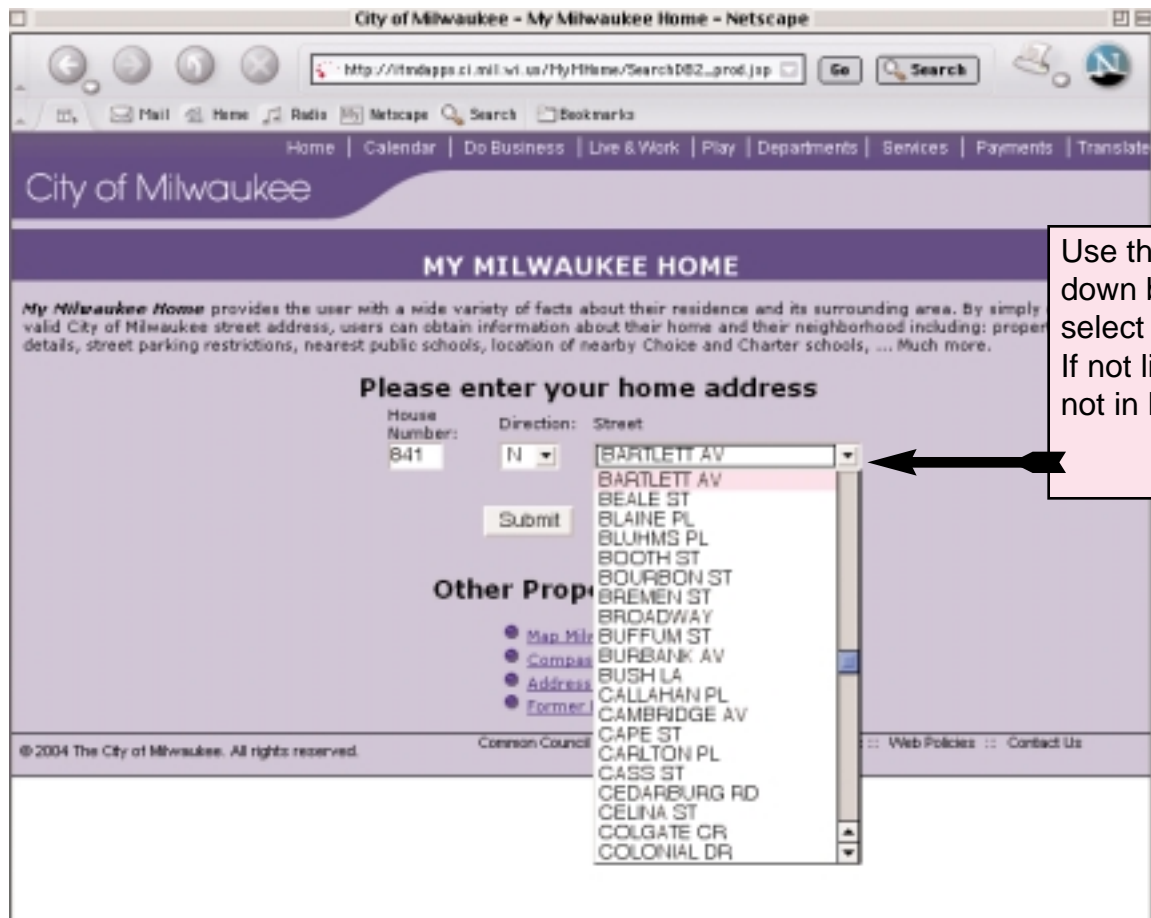 City of Milwaukee - My Milwaukee Home - Netscape
http://itmdapps.ci.mil.wi.us/MyMHome/SearchDB2_prod.jsp Go Search N
Mail Home Radio My Netscape Search Bookmarks
Home | Calendar | Do Business | Live & Work | Play | Departments | Services | Payments | Translate
City of Milwaukee
MY MILWAUKEE HOME
My Milwaukee Home provides the user with a wide variety of facts about their residence and its surrounding area. By simply
valid City of Milwaukee street address, users can obtain information about their home and their neighborhood including:
details, street parking restrictions, nearest public schools, location of nearby Choice and Charter schools, ... Much more.
Use
down
select
If not
not in
Please enter your home address
House
Number: Direction: Street
841 N BARTLETT AV
BARTLETT AV
BEALE ST
BLAINE PL
BLUHMS PL
BOOTH ST
BOURBON ST
BREMEN ST
BROADWAY
BUFFUM ST
BURBANK AV
BUSH LA
CALLAHAN PL
CAMBRIDGE AV
CAPE ST
CARLTON PL
CASS ST
CEDARBURG RD
CELINA ST
COLGATE CR
COLONIAL DR
Submit
Other
Map
Address
Former
© 2004 The City of Milwaukee. All rights reserved. Common Council :: Web Policies :: Contact Us